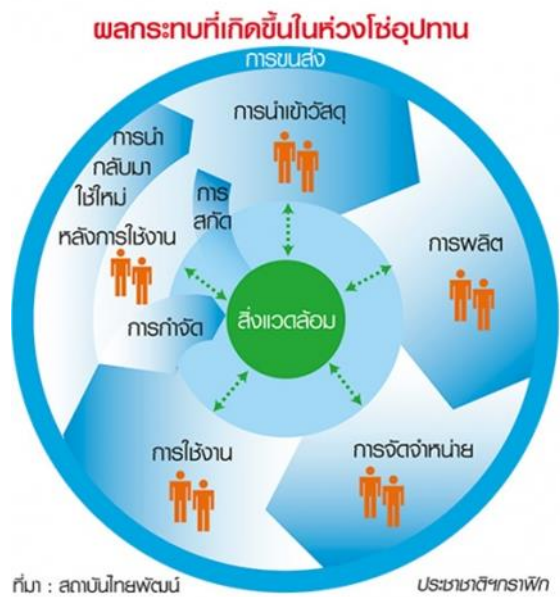 ผลกระทบที่เกิดขึ้นในห่วงโซ่อุปทาน
การขนส่ง
การนำเข้าวัสดุ
การนำ
กลับมา
ใช้ใหม่
การ
สกัด
หลังการใช้งาน
การผลิต
การกำจัด
สิ่งแวดล้อม
การใช้งาน
การจัดจำหน่าย
ที่มา : สถาบันไทยพัฒน์
ประชาชาติฯกราฟิก